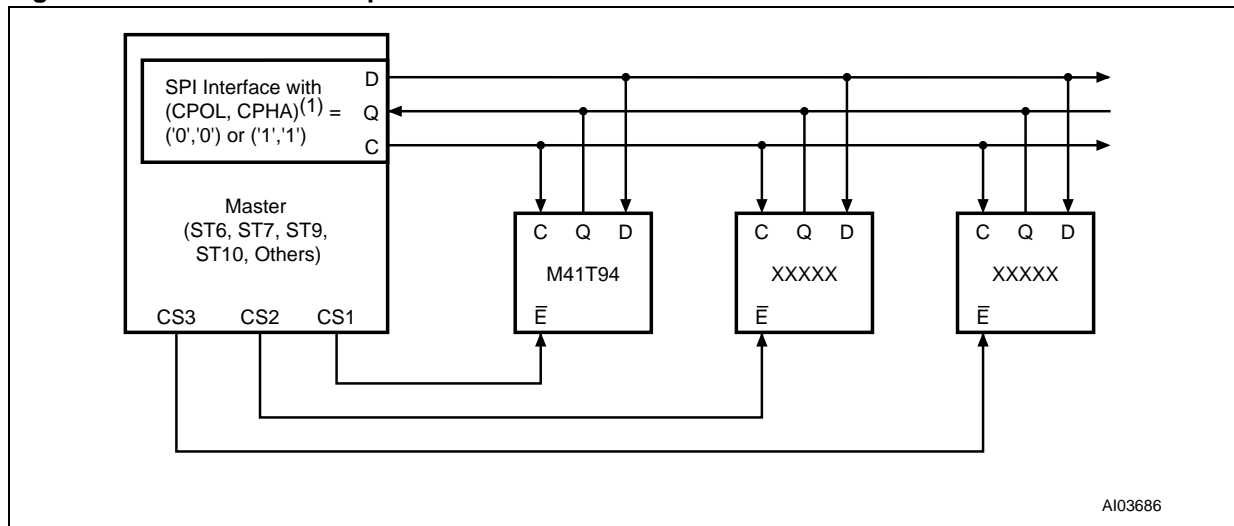 SPI Interface with
(CPOL, CPHA)(1) =
('0','0') or ('1','1')
D
Q
C
Master
(ST6, ST7, ST9,
ST10, Others)
CS3 CS2 CS1
C Q D
M41T94
E̅
C Q D
XXXXX
E̅
C Q D
XXXXX
E̅
AI03686